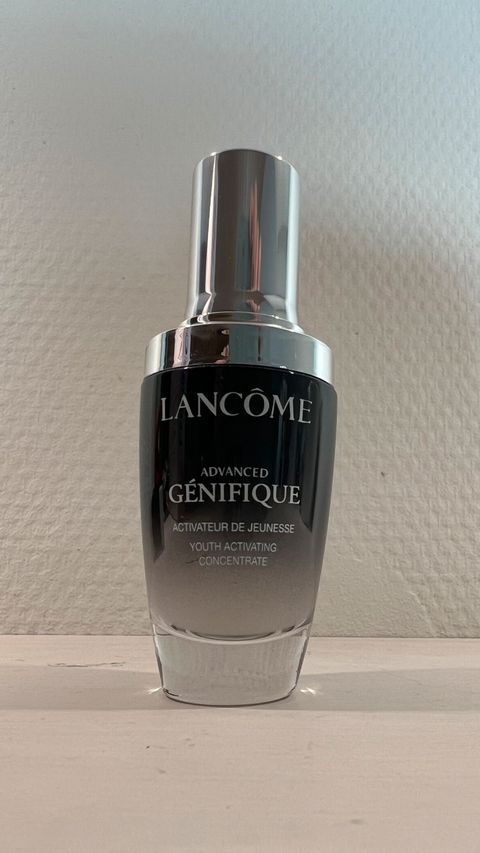 LANCÔME
ADVANCED
GÉNIFIQUE
ACTIVATEUR DE JEUNESSE
YOUTH ACTIVATING
CONCENTRATE